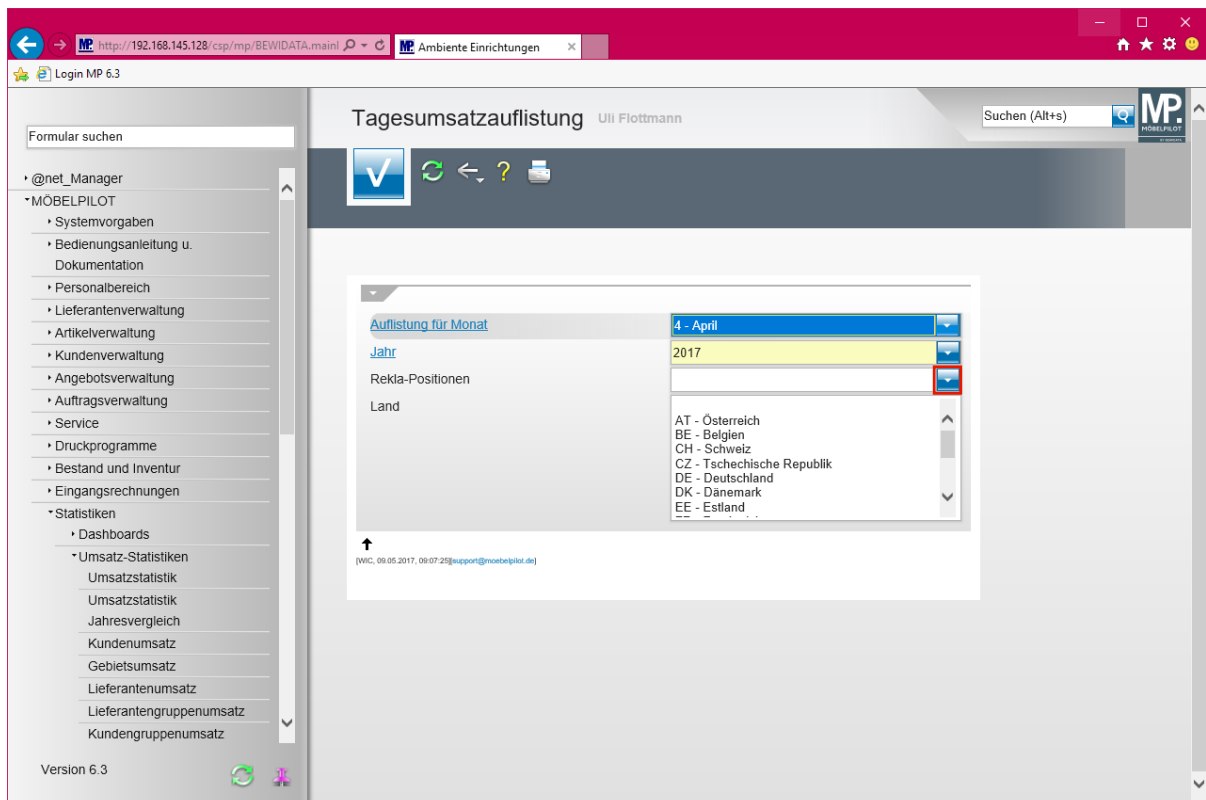 http://192.168.145.128/csp/mp/BEWIDATA.mainl
MP. Ambiente Einrichtungen
Login MP 6.3
Formular suchen
@net_Manager
MÖBELPILOT
Systemvorgaben
Bedienungsanleitung u.
Dokumentation
Personalbereich
Lieferantenverwaltung
Artikelverwaltung
Kundenverwaltung
Angebotsverwaltung
Auftragsverwaltung
Service
Druckprogramme
Bestand und Inventur
Eingangsrechnungen
Statistiken
Dashboards
Umsatz-Statistiken
Umsatzstatistik
Umsatzstatistik
Jahresvergleich
Kundenumsatz
Gebietsumsatz
Lieferantenumsatz
Lieferantengruppenumsatz
Kundengruppenumsatz
Version 6.3
Tagesumsatzauflistung Uli Flottmann
Suchen (Alt+s)
MP.
MÖBELPILOT
Auflistung für Monat 4 - April
Jahr 2017
Rekla-Positionen
Land
AT - Österreich
BE - Belgien
CH - Schweiz
CZ - Tschechische Republik
DE - Deutschland
DK - Dänemark
EE - Estland
[WIC, 09.05.2017, 09:07:25][support@moebelpilot.de]